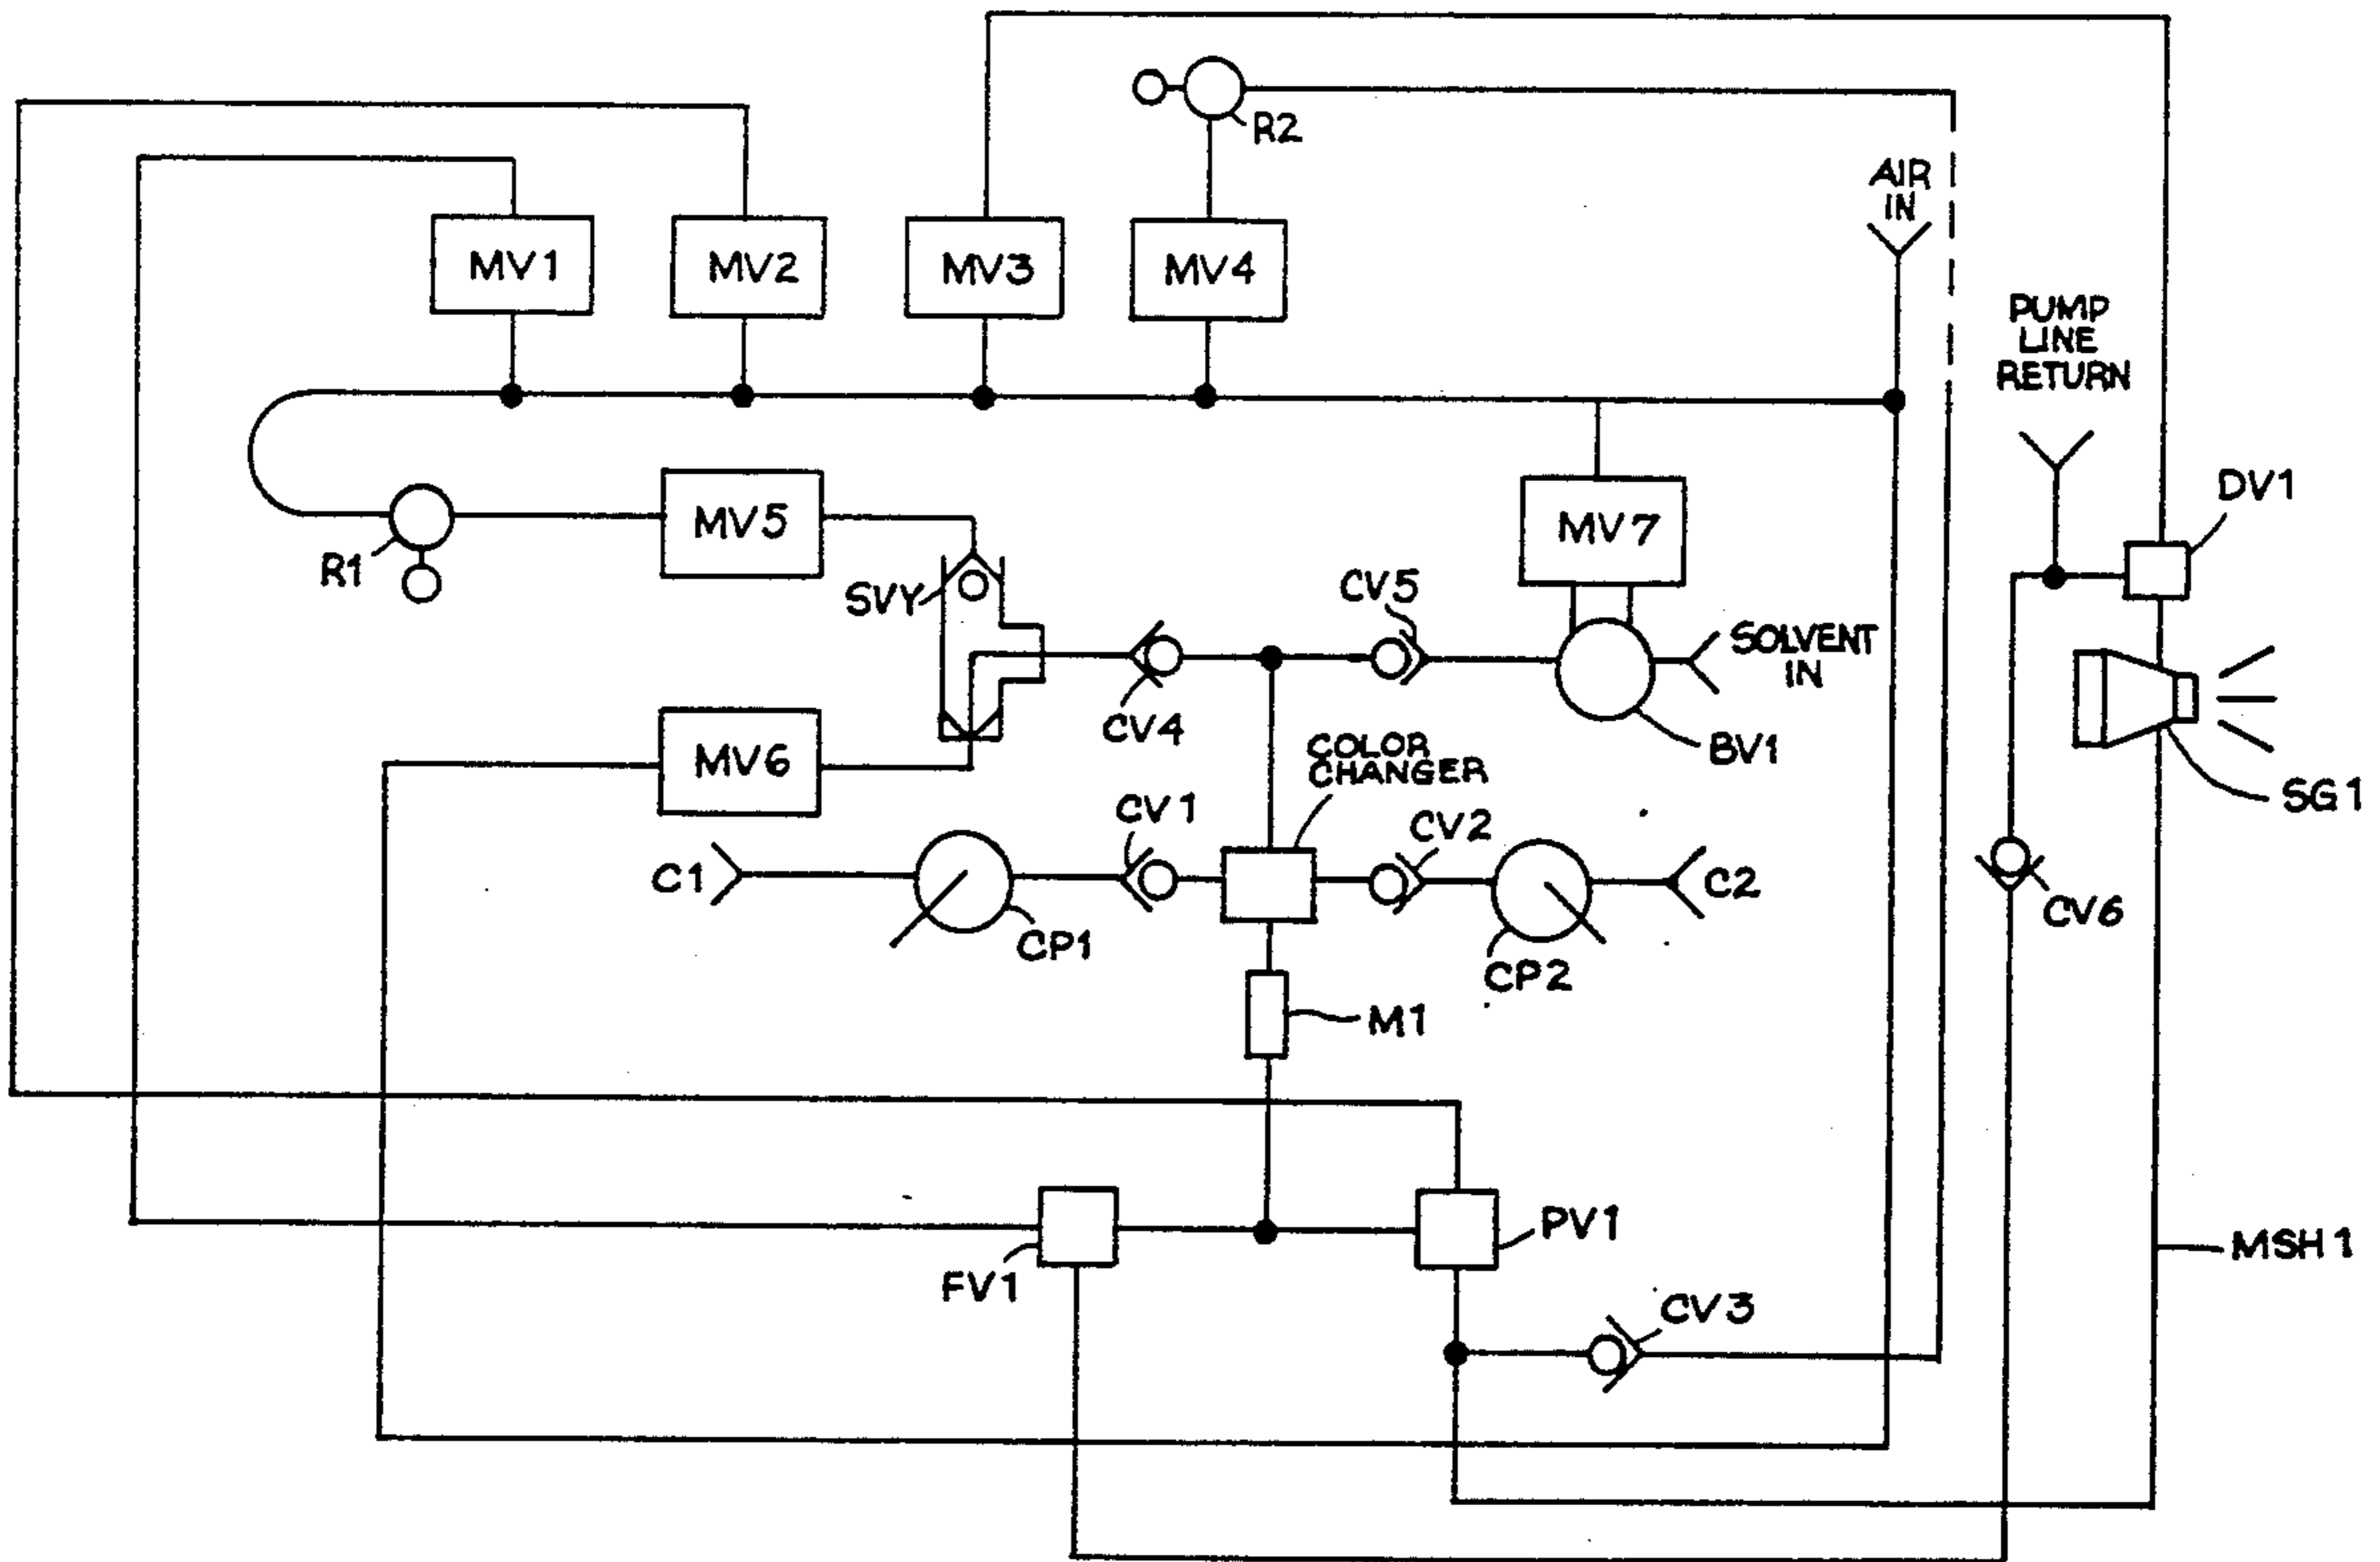 R2
AIR
IN
MV1
MV2
MV3
MV4
PUMP
LINE
RETURN
DV1
MV5
MV7
R1
SVY
CV5
SOLVENT
IN
CV4
MV6
COLOR
CHANGER
BV1
SG1
CV1
CV2
C1
C2
CP1
CP2
CV6
M1
PV1
MSH1
FV1
CV3